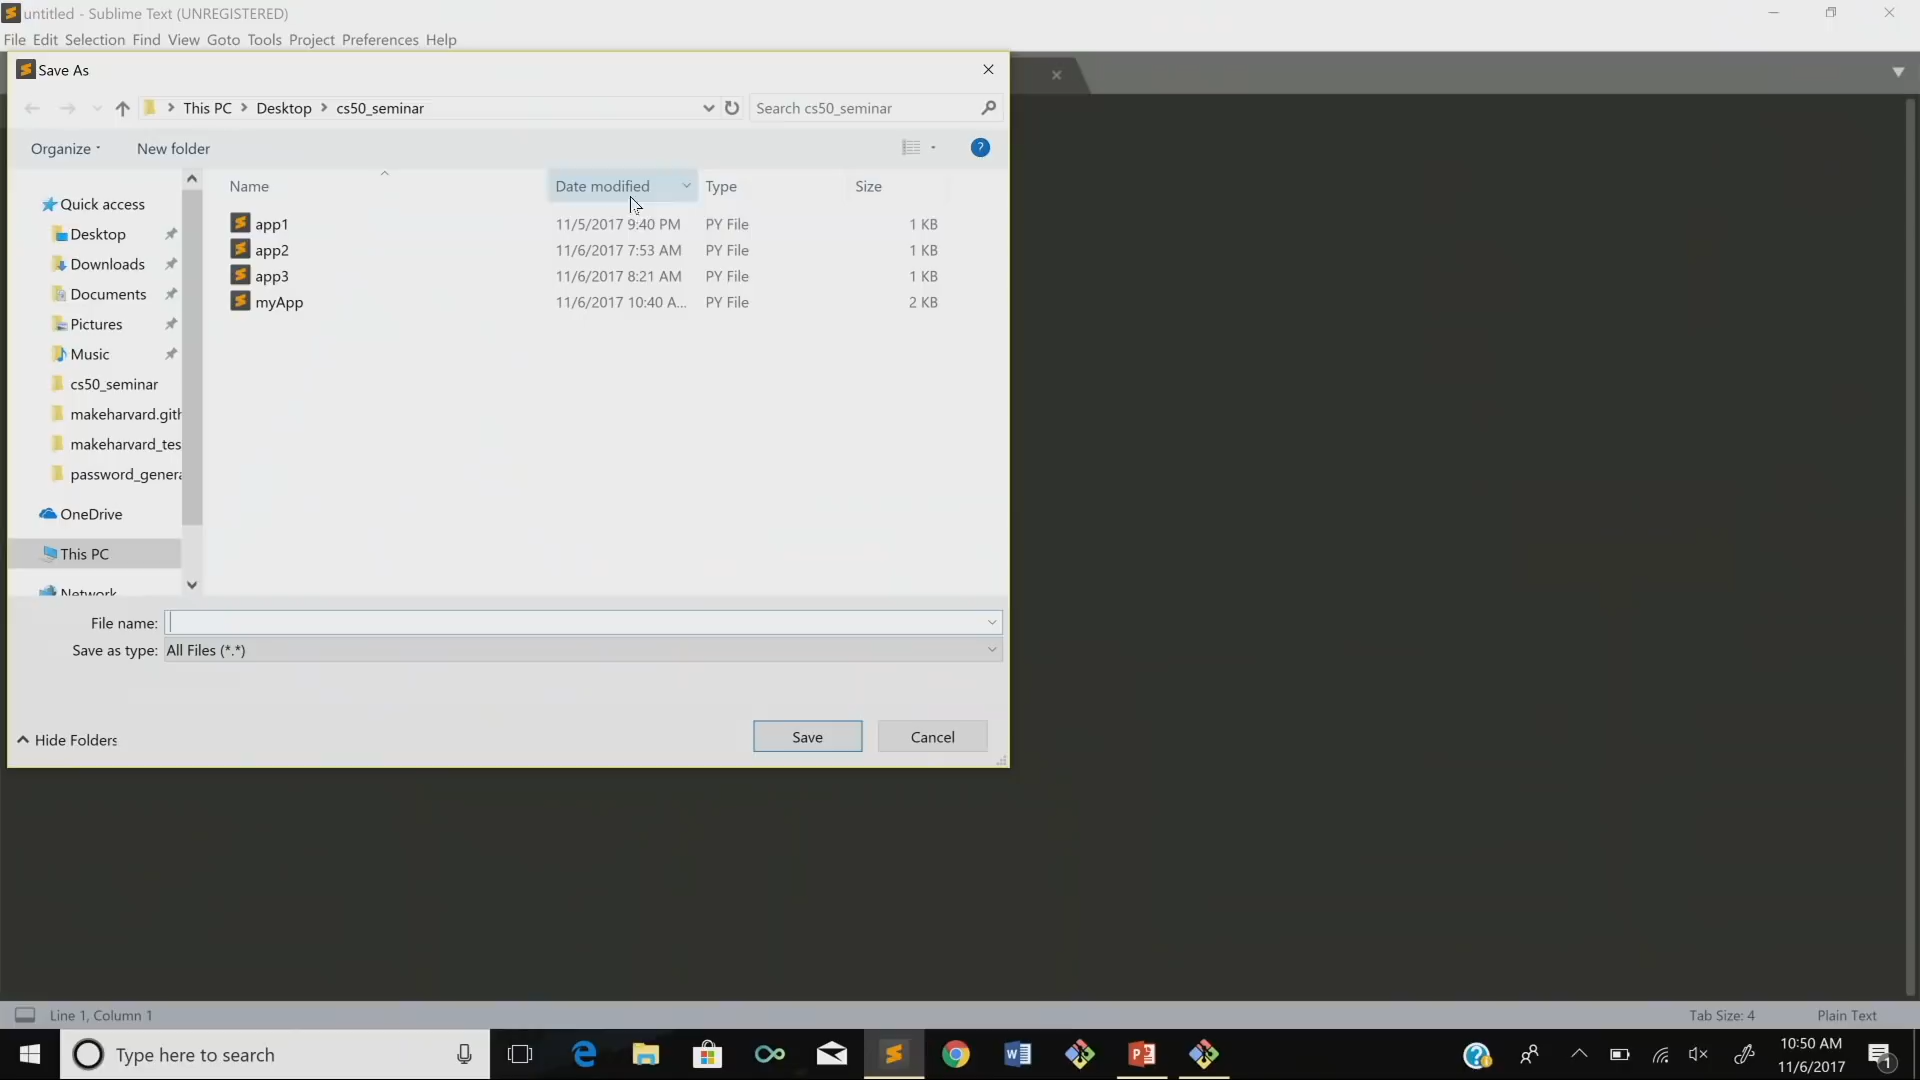 untitled - Sublime Text (UNREGISTERED)
File Edit Selection Find View Goto Tools Project Preferences Help
Save As
This PC > Desktop > cs50_seminar
Search cs50_seminar
Organize
New folder
?
Name
Date modified
Type
Size
app1 11/5/2017 9:40 PM PY File 1 KB
app2 11/6/2017 7:53 AM PY File 1 KB
app3 11/6/2017 8:21 AM PY File 1 KB
myApp 11/6/2017 10:40 A... PY File 2 KB
Quick access
Desktop
Downloads
Documents
Pictures
Music
cs50_seminar
makeharvard.gith
makeharvard_tes
password_genera
OneDrive
This PC
Network
File name:
Save as type: All Files (*.*)
Hide Folders
Save
Cancel
Line 1, Column 1
Tab Size: 4
Plain Text
Type here to search
10:50 AM
11/6/2017
1